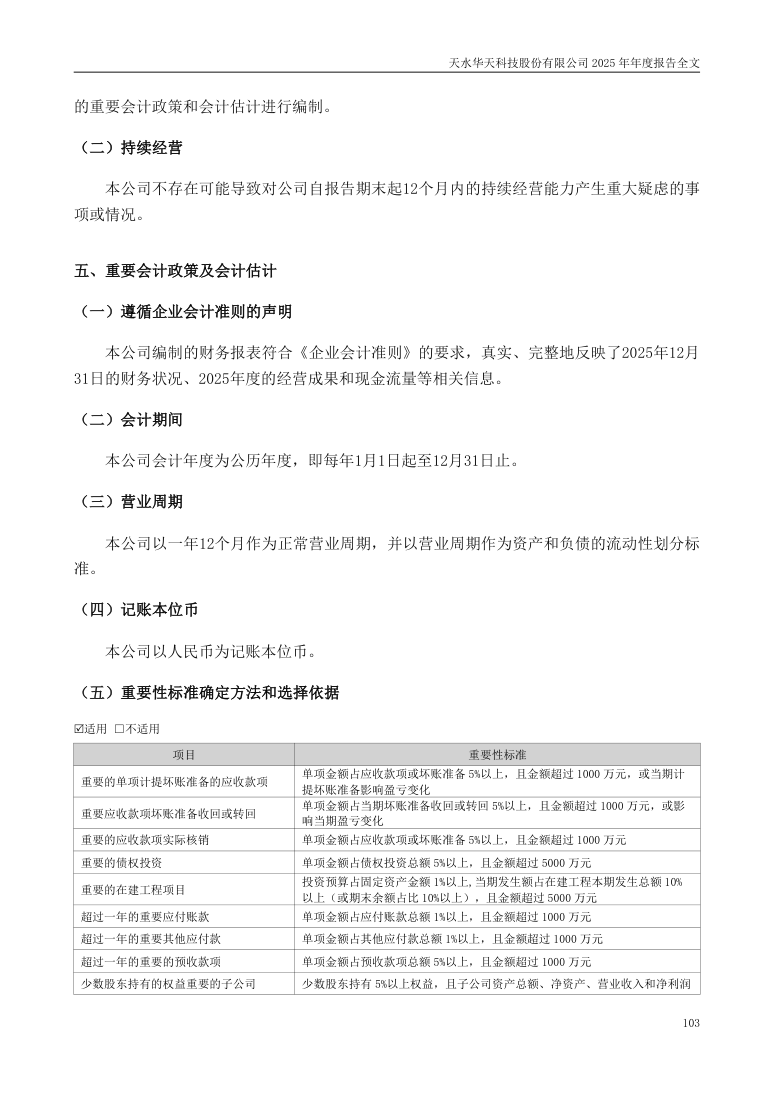 天水华天科技股份有限公司 2025 年年度报告全文
的重要会计政策和会计估计进行编制。
（二）持续经营
本公司不存在可能导致对公司自报告期末起12个月内的持续经营能力产生重大疑虑的事
项或情况。
五、重要会计政策及会计估计
（一）遵循企业会计准则的声明
本公司编制的财务报表符合《企业会计准则》的要求，真实、完整地反映了2025年12月
31日的财务状况、2025年度的经营成果和现金流量等相关信息。
（二）会计期间
本公司会计年度为公历年度，即每年1月1日起至12月31日止。
（三）营业周期
本公司以一年12个月作为正常营业周期，并以营业周期作为资产和负债的流动性划分标
准。
（四）记账本位币
本公司以人民币为记账本位币。
（五）重要性标准确定方法和选择依据
☑适用 □不适用
项目 重要性标准
重要的单项计提坏账准备的应收款项 单项金额占应收款项或坏账准备 5%以上，且金额超过 1000 万元，或当期计
提坏账准备影响盈亏变化
重要应收款项坏账准备收回或转回 单项金额占当期坏账准备收回或转回 5%以上，且金额超过 1000 万元，或影
响当期盈亏变化
重要的应收款项实际核销 单项金额占应收款项或坏账准备 5%以上，且金额超过 1000 万元
重要的债权投资 单项金额占债权投资总额 5%以上，且金额超过 5000 万元
重要的在建工程项目 投资预算占固定资产金额 1%以上,当期发生额占在建工程本期发生总额 10%
以上（或期末余额占比 10%以上），且金额超过 5000 万元
超过一年的重要应付账款 单项金额占应付账款总额 1%以上，且金额超过 1000 万元
超过一年的重要其他应付款 单项金额占其他应付款总额 1%以上，且金额超过 1000 万元
超过一年的重要的预收款项 单项金额占预收款项总额 5%以上，且金额超过 1000 万元
少数股东持有的权益重要的子公司 少数股东持有 5%以上权益，且子公司资产总额、净资产、营业收入和净利润
103